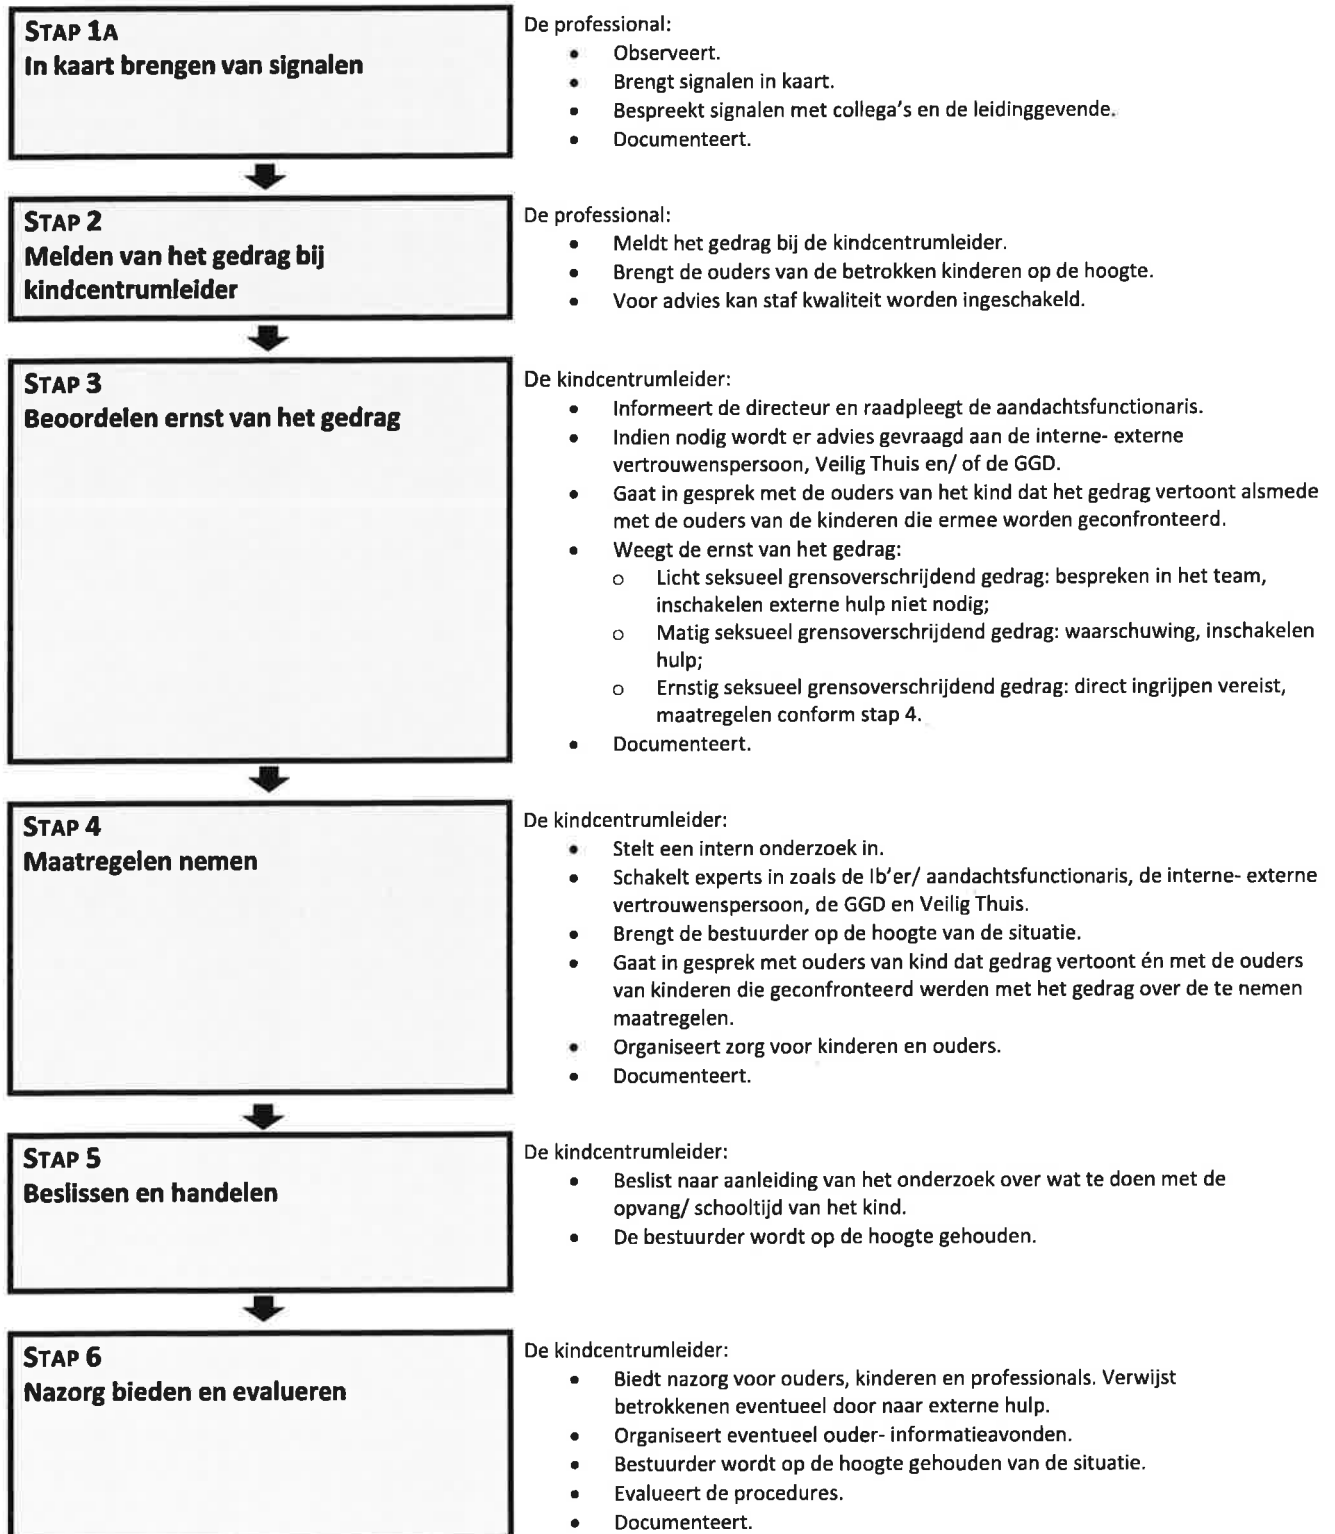 STAP 1A
In kaart brengen van signalen
De professional:
• Observeert.
• Brengt signalen in kaart.
• Bespreekt signalen met collega's en de leidinggevende.
• Documenteert.
STAP 2
Melden van het gedrag bij
kindcentrumleider
De professional:
• Meldt het gedrag bij de kindcentrumleider.
• Brengt de ouders van de betrokken kinderen op de hoogte.
• Voor advies kan staf kwaliteit worden ingeschakeld.
STAP 3
Beoordelen ernst van het gedrag
De kindcentrumleider:
• Informeert de directeur en raadpleegt de aandachtsfunctionaris.
• Indien nodig wordt er advies gevraagd aan de interne- externe
vertrouwenspersoon, Veilig Thuis en/ of de GGD.
• Gaat in gesprek met de ouders van het kind dat het gedrag vertoont alsmede
met de ouders van de kinderen die ermee worden geconfronteerd.
• Weegt de ernst van het gedrag:
o Licht seksueel grensoverschrijdend gedrag: bespreken in het team,
inschakelen externe hulp niet nodig;
o Matig seksueel grensoverschrijdend gedrag: waarschuwing, inschakelen
hulp;
o Ernstig seksueel grensoverschrijdend gedrag: direct ingrijpen vereist,
maatregelen conform stap 4.
• Documenteert.
STAP 4
Maatregelen nemen
De kindcentrumleider:
• Stelt een intern onderzoek in.
• Schakelt experts in zoals de Ib'er/ aandachtsfunctionaris, de interne- externe
vertrouwenspersoon, de GGD en Veilig Thuis.
• Brengt de bestuurder op de hoogte van de situatie.
• Gaat in gesprek met ouders van kind dat gedrag vertoont én met de ouders
van kinderen die geconfronteerd werden met het gedrag over de te nemen
maatregelen.
• Organiseert zorg voor kinderen en ouders.
• Documenteert.
STAP 5
Beslissen en handelen
De kindcentrumleider:
• Beslist naar aanleiding van het onderzoek over wat te doen met de
opvang/ schooltijd van het kind.
• De bestuurder wordt op de hoogte gehouden.
STAP 6
Nazorg bieden en evalueren
De kindcentrumleider:
• Biedt nazorg voor ouders, kinderen en professionals. Verwijst
betrokkenen eventueel door naar externe hulp.
• Organiseert eventueel ouder- informatieavonden.
• Bestuurder wordt op de hoogte gehouden van de situatie.
• Evalueert de procedures.
• Documenteert.